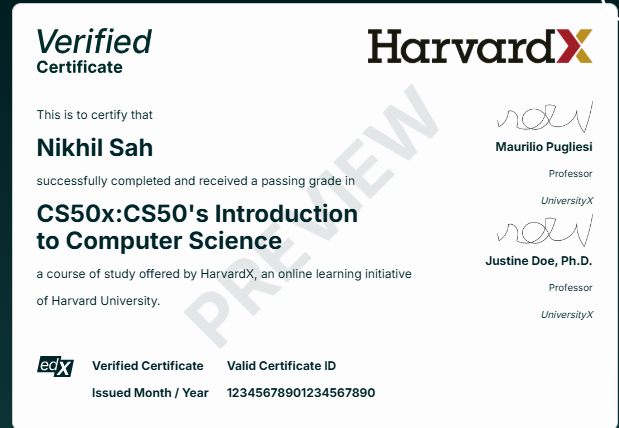 Verified
Certificate
HarvardX
This is to certify that
Nikhil Sah
successfully completed and received a passing grade in
CS50x:CS50's Introduction
to Computer Science
a course of study offered by HarvardX, an online learning initiative
of Harvard University.
Maurilio Pugliesi
Professor
UniversityX
Justine Doe, Ph.D.
Professor
UniversityX
PREVIEW
edX
Verified Certificate
Issued Month / Year
Valid Certificate ID
12345678901234567890